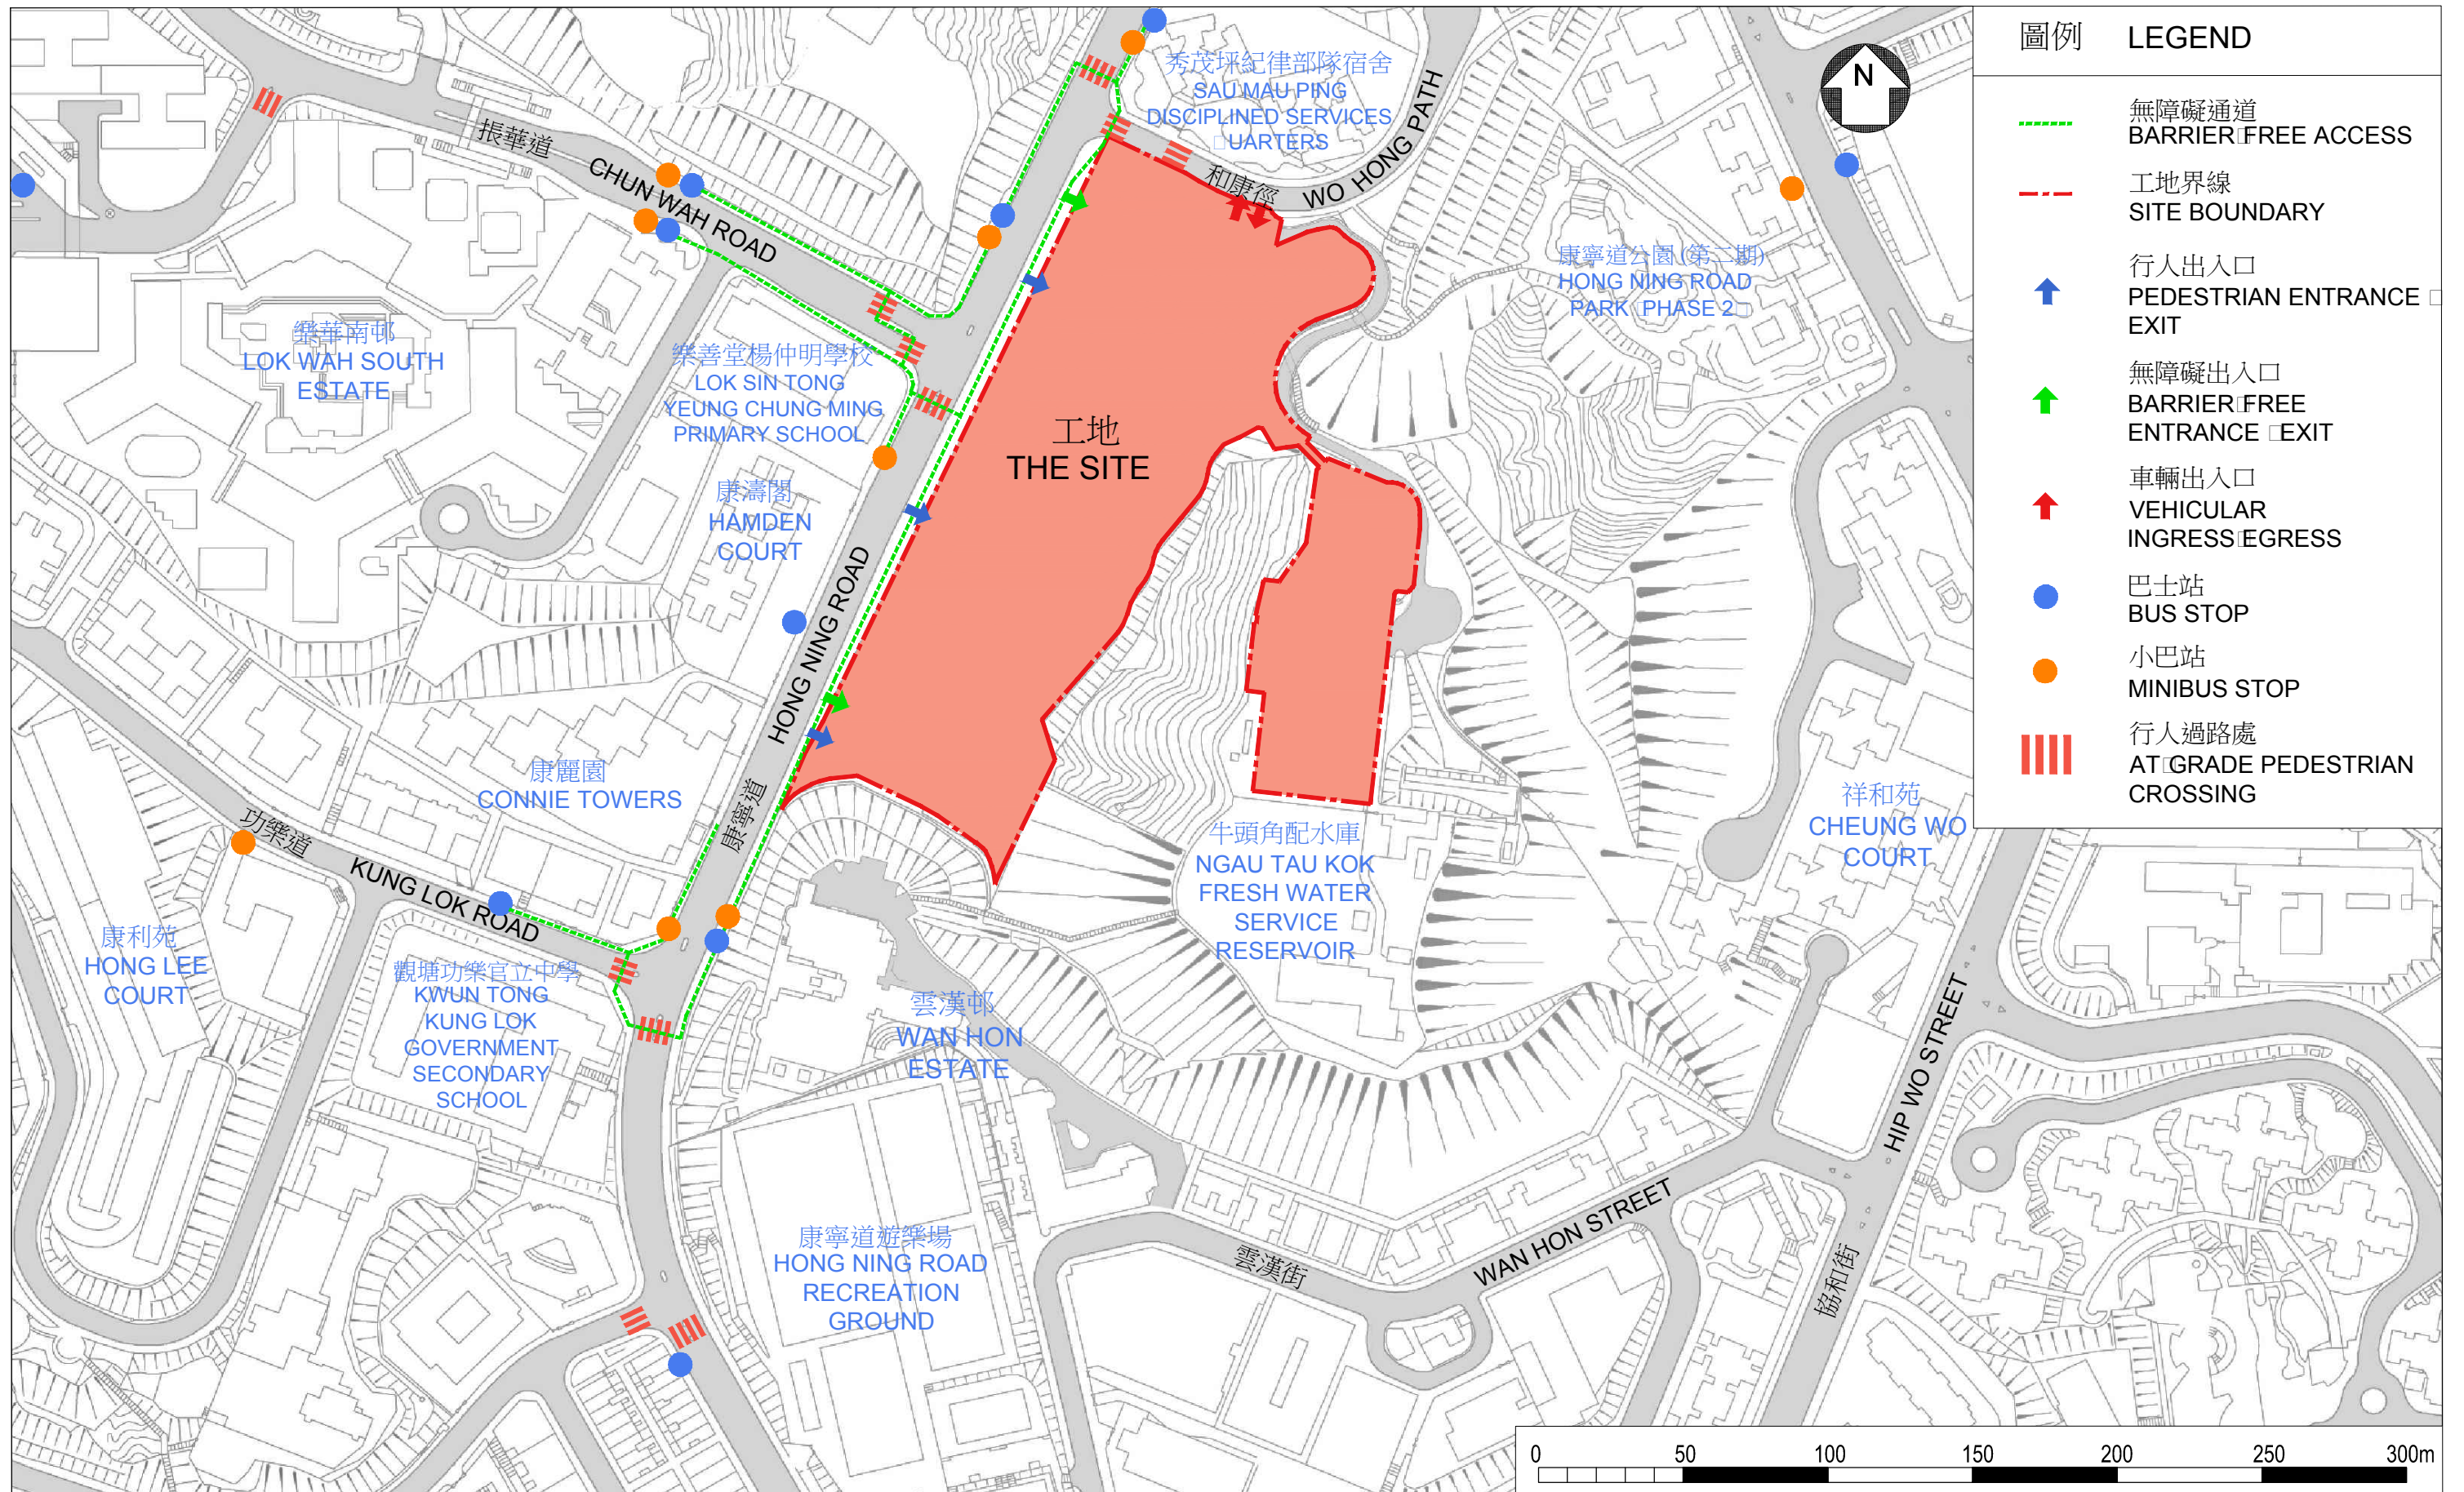 圖例 LEGEND
無障礙通道
BARRIER□FREE ACCESS
工地界線
SITE BOUNDARY
行人出入口
PEDESTRIAN ENTRANCE □
EXIT
無障礙出入口
BARRIER□FREE
ENTRANCE □EXIT
車輛出入口
VEHICULAR
INGRESS□EGRESS
巴士站
BUS STOP
小巴站
MINIBUS STOP
行人過路處
AT□GRADE PEDESTRIAN
CROSSING
N
秀茂坪紀律部隊宿舍
SAU MAU PING
DISCIPLINED SERVICES
□UARTERS
振華道
CHUN WAH ROAD
和康徑
WO HONG PATH
康寧道公園 (第二期)
HONG NING ROAD
PARK PHASE 2□
樂華南邨
LOK WAH SOUTH
ESTATE
樂善堂楊仲明學校
LOK SIN TONG
YEUNG CHUNG MING
PRIMARY SCHOOL
工地
THE SITE
康濤閣
HAMDEN
COURT
HONG NING ROAD
康寧道
康麗園
CONNIE TOWERS
功樂道
KUNG LOK ROAD
康利苑
HONG LEE
COURT
觀塘功樂官立中學
KWUN TONG
KUNG LOK
GOVERNMENT
SECONDARY
SCHOOL
牛頭角配水庫
NGAU TAU KOK
FRESH WATER
SERVICE
RESERVOIR
祥和苑
CHEUNG WO
COURT
雲漢邨
WAN HON
ESTATE
HIP WO STREET
協和街
康寧道遊樂場
HONG NING ROAD
RECREATION
GROUND
雲漢街
WAN HON STREET
0 50 100 150 200 250 300m